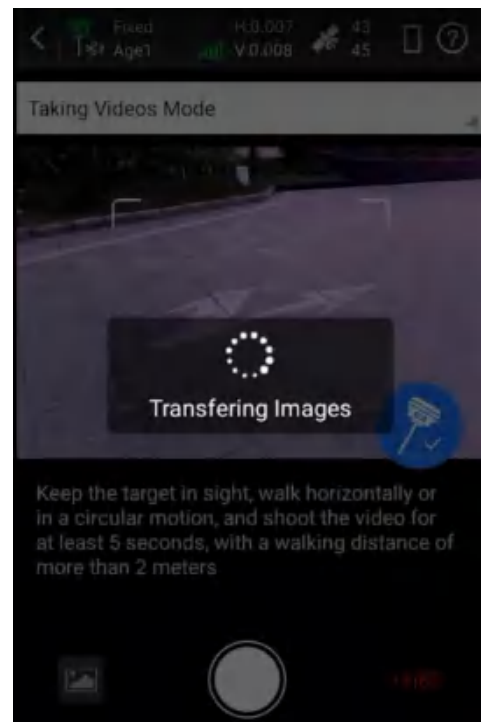 Fixed H:0.007 43
Age1 V:0.008 45
Taking Videos Mode
Transfering Images
Keep the target in sight, walk horizontally or
in a circular motion, and shoot the video for
at least 5 seconds, with a walking distance of
more than 2 meters